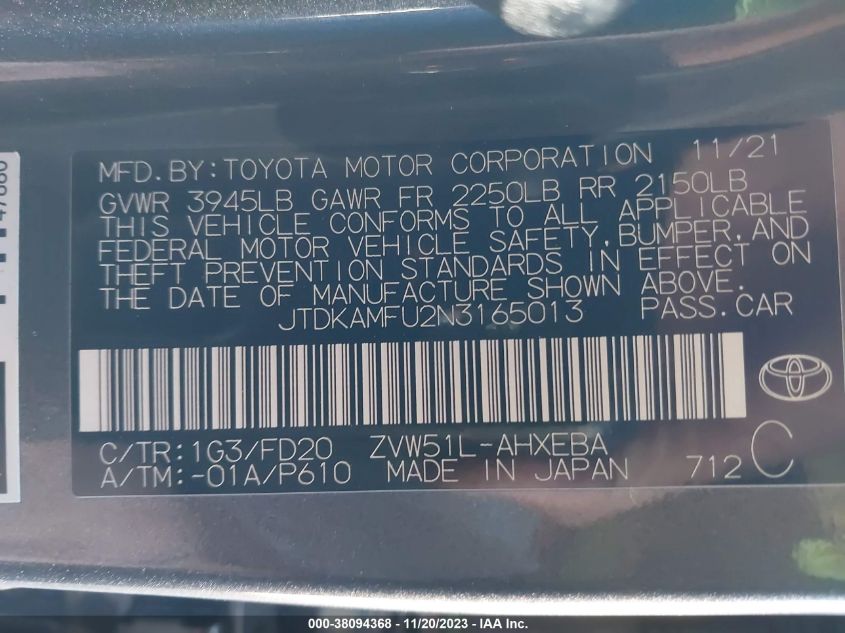 MFD. BY: TOYOTA MOTOR CORPORATION 11/21
GVWR 3945LB GAWR FR 2250LB RR 2150LB
THIS VEHICLE CONFORMS TO ALL APPLICABLE
FEDERAL MOTOR VEHICLE SAFETY, BUMPER, AND
THEFT PREVENTION STANDARDS IN EFFECT ON
THE DATE OF MANUFACTURE SHOWN ABOVE.
JTDKAMFU2N3165013 PASS. CAR
C/TR: 1G3/FD20 ZVW51L-AHXEBA
A/TM: -01A/P610 MADE IN JAPAN 712 C
000-38094368 - 11/20/2023 - IAA Inc.